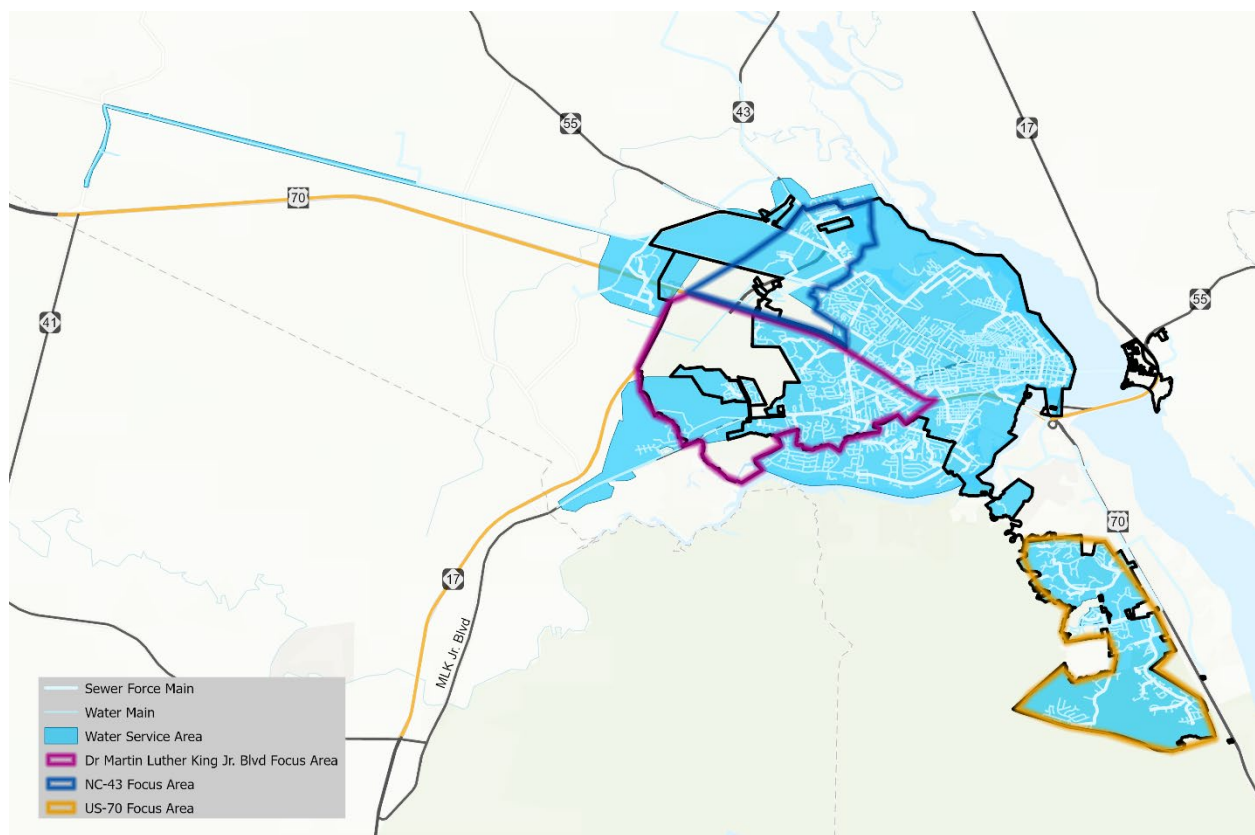 43
17
55
70
55
41
70
17
MLK Jr. Blvd
Sewer Force Main
Water Main
Water Service Area
Dr Martin Luther King Jr. Blvd Focus Area
NC-43 Focus Area
US-70 Focus Area